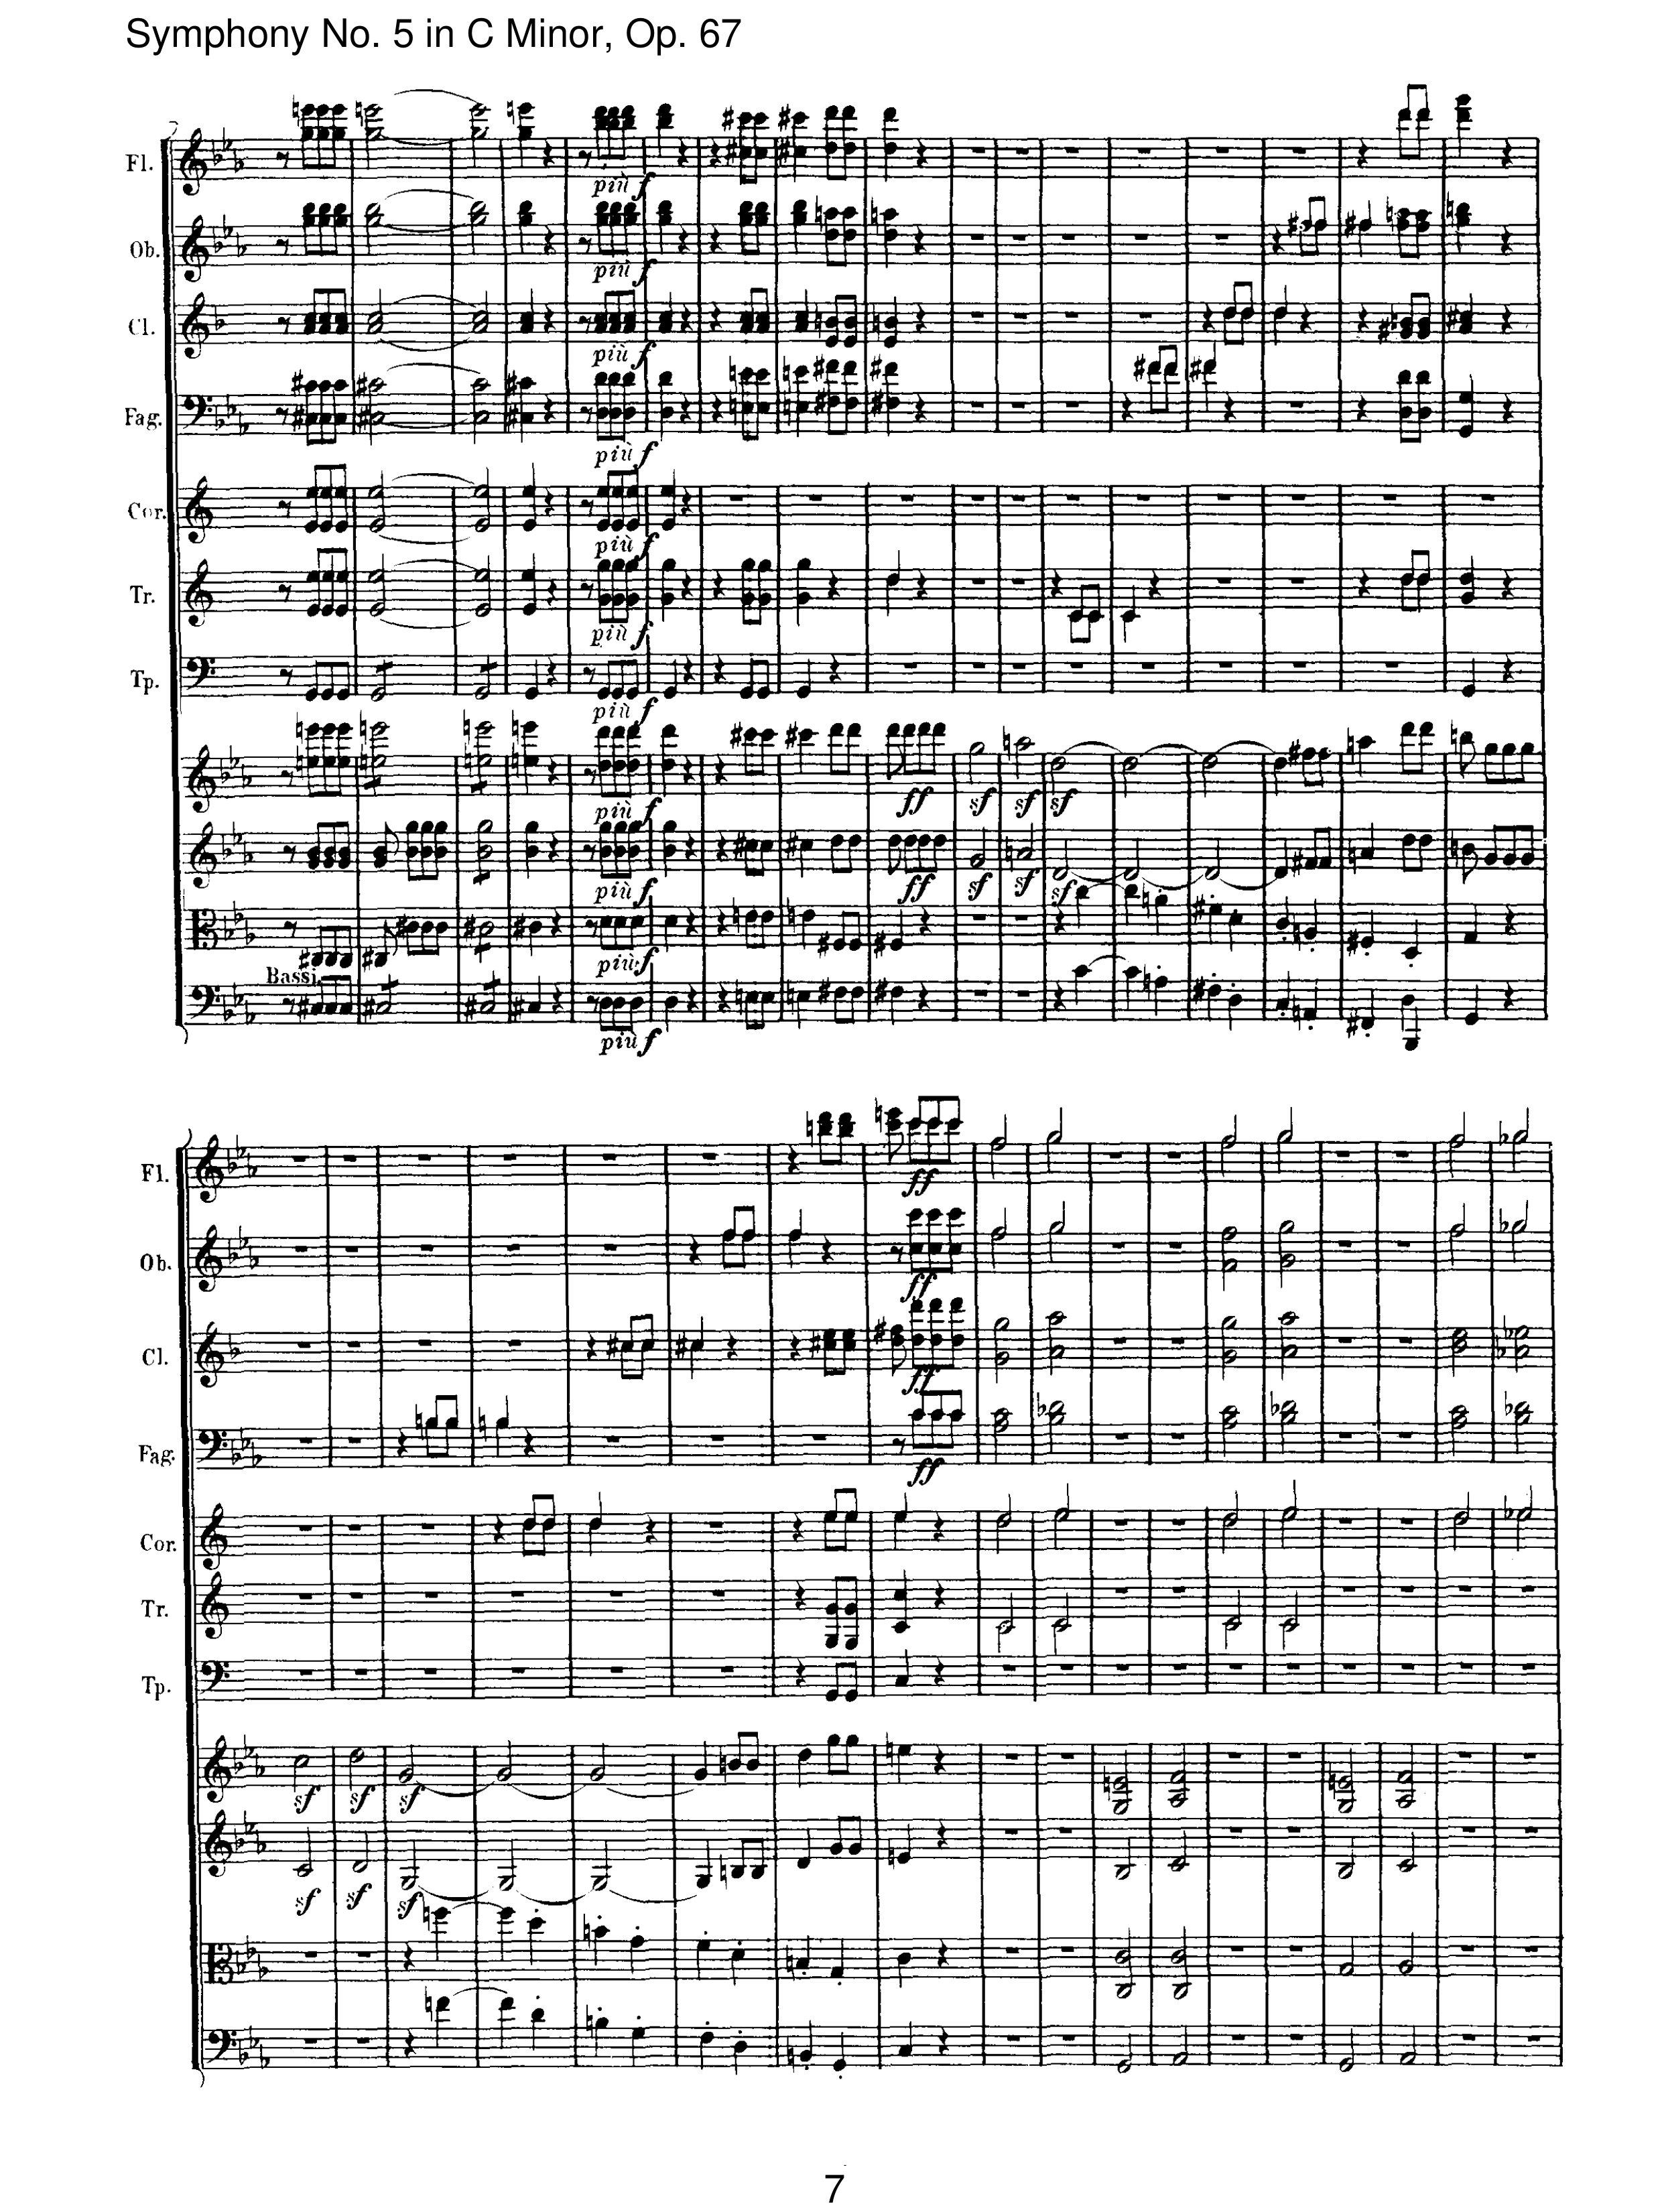 Symphony No. 5 in C Minor, Op. 67
Fl.
più f
Ob.
più f
Cl.
più f
Fag.
più f
Cor.
più f
Tr.
più f
Tp.
più f
più f ff sf sf sf
più f ff sf sf sf
più f
Bassi
più f
Fl.
ff
Ob.
ff
Cl.
ff
Fag.
ff
Cor.
Tr.
Tp.
sf sf sf
sf sf sf
7